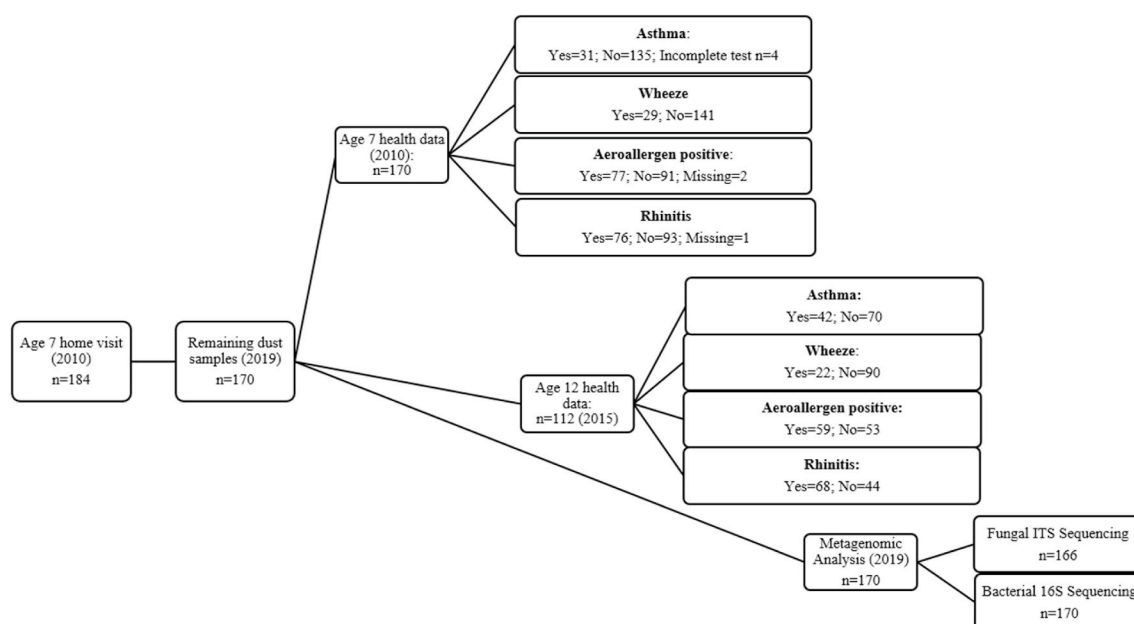 Age 7 home visit
(2010)
n=184
Remaining dust
samples (2019)
n=170
Age 7 health data
(2010):
n=170
Asthma:
Yes=31; No=135; Incomplete test n=4
Wheeze
Yes=29; No=141
Aeroallergen positive:
Yes=77; No=91; Missing=2
Rhinitis
Yes=76; No=93; Missing=1
Age 12 health
data:
n=112 (2015)
Asthma:
Yes=42; No=70
Wheeze:
Yes=22; No=90
Aeroallergen positive:
Yes=59; No=53
Rhinitis:
Yes=68; No=44
Metagenomic
Analysis (2019)
n=170
Fungal ITS Sequencing
n=166
Bacterial 16S Sequencing
n=170